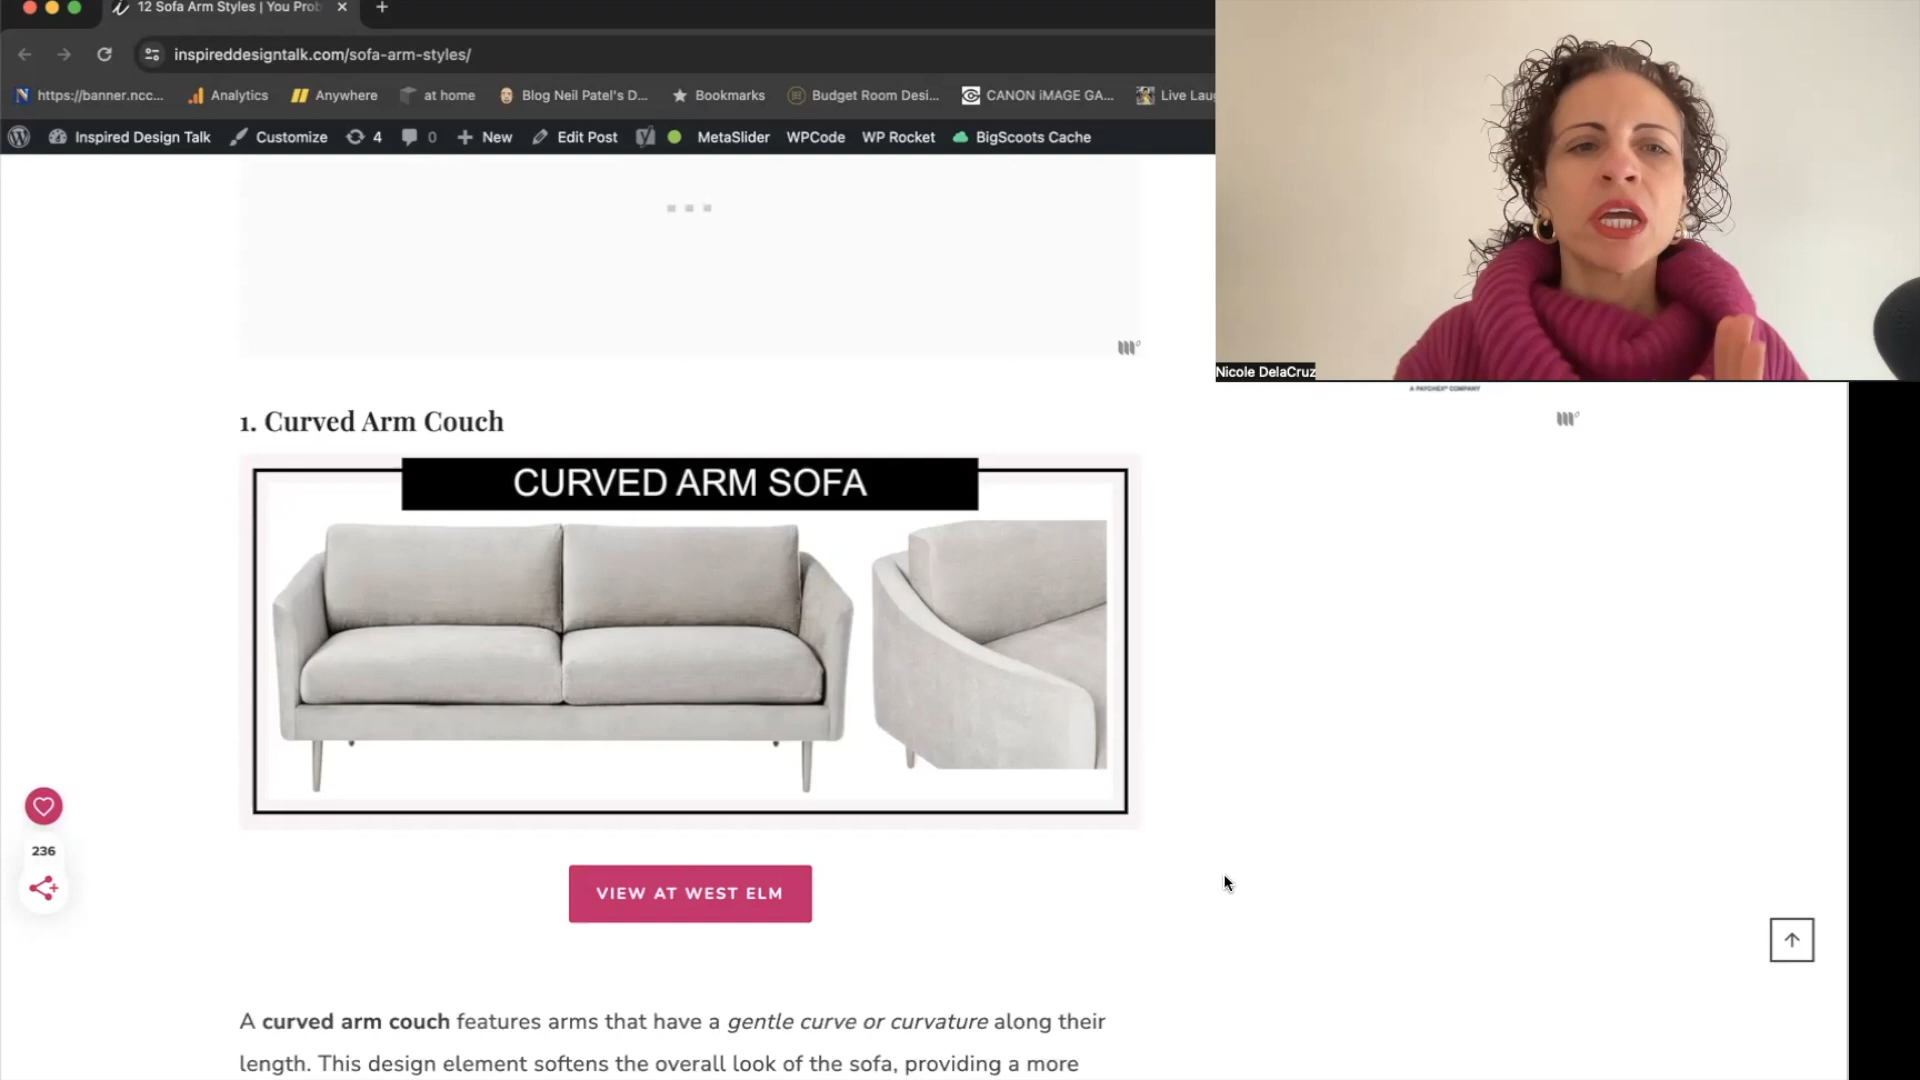 12 Sofa Arm Styles | You Prob
inspireddesigntalk.com/sofa-arm-styles/
https://banner.ncc...
Analytics
Anywhere
at home
Blog Neil Patel's D...
Bookmarks
Budget Room Desi...
CANON iMAGE GA...
Live Lau
Inspired Design Talk
Customize
4
0
New
Edit Post
MetaSlider
WPCode
WP Rocket
BigScoots Cache
Nicole DelaCruz
A PAYCHEX COMPANY
1. Curved Arm Couch
CURVED ARM SOFA
236
VIEW AT WEST ELM
A curved arm couch features arms that have a gentle curve or curvature along their
length. This design element softens the overall look of the sofa, providing a more